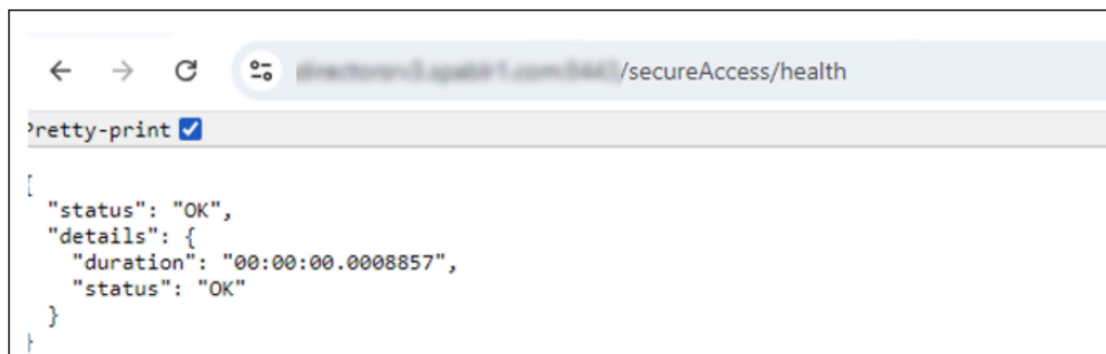 /secureAccess/health
Pretty-print
{
"status": "OK",
"details": {
"duration": "00:00:00.0008857",
"status": "OK"
}
}